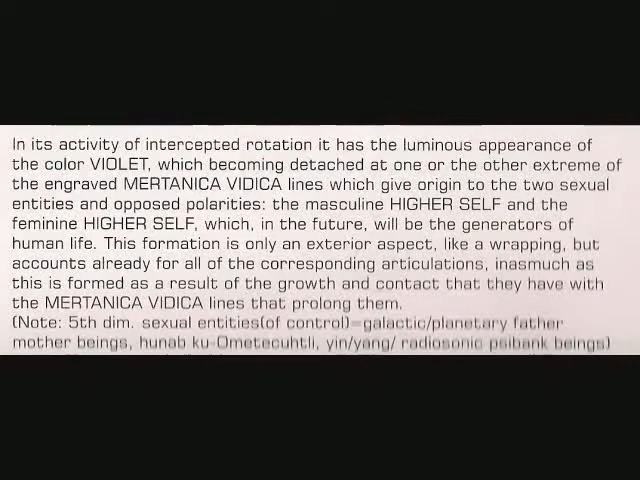 In its activity of intercepted rotation it has the luminous appearance of
the color VIOLET, which becoming detached at one or the other extreme of
the engraved MERTANICA VIDICA lines which give origin to the two sexual
entities and opposed polarities: the masculine HIGHER SELF and the
feminine HIGHER SELF, which, in the future, will be the generators of
human life. This formation is only an exterior aspect, like a wrapping, but
accounts already for all of the corresponding articulations, inasmuch as
this is formed as a result of the growth and contact that they have with
the MERTANICA VIDICA lines that prolong them.
(Note: 5th dim. sexual entities(of control)=galactic/planetary father
mother beings, hunab ku-Ometecuhtli, yin/yang/ radiosonic psibank beings)